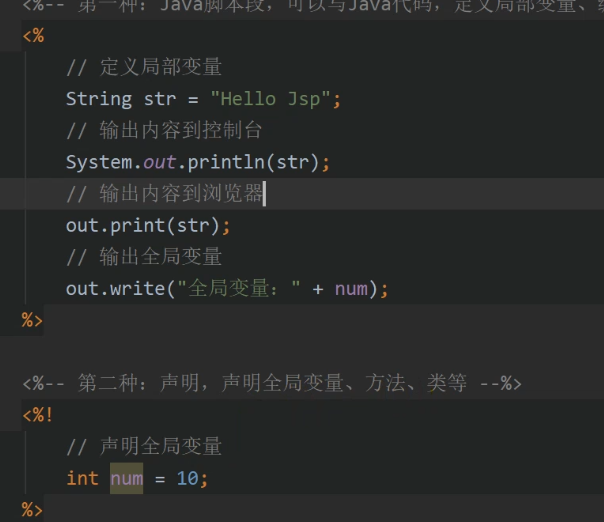 <%-- 第一种：Java脚本段，可以写Java代码，定义局部变量、
<%
// 定义局部变量
String str = "Hello Jsp";
// 输出内容到控制台
System.out.println(str);
// 输出内容到浏览器
out.print(str);
// 输出全局变量
out.write("全局变量：" + num);
%>
<%-- 第二种：声明，声明全局变量、方法、类等 --%>
<%!
// 声明全局变量
int num = 10;
%>